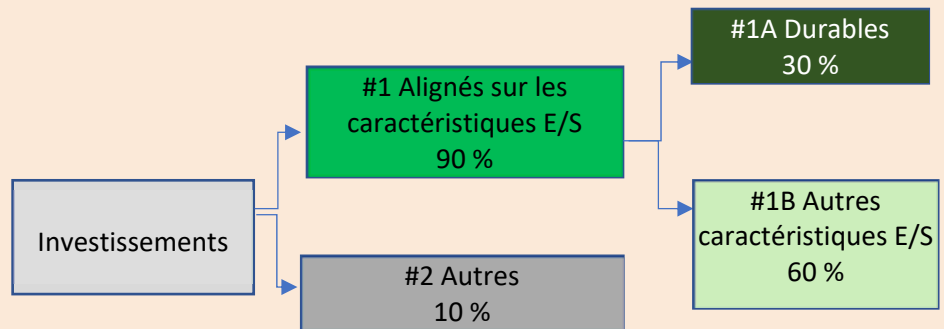 #1A Durables
30 %
#1 Alignés sur les
caractéristiques E/S
90 %
#1B Autres
caractéristiques E/S
60 %
Investissements
#2 Autres
10 %